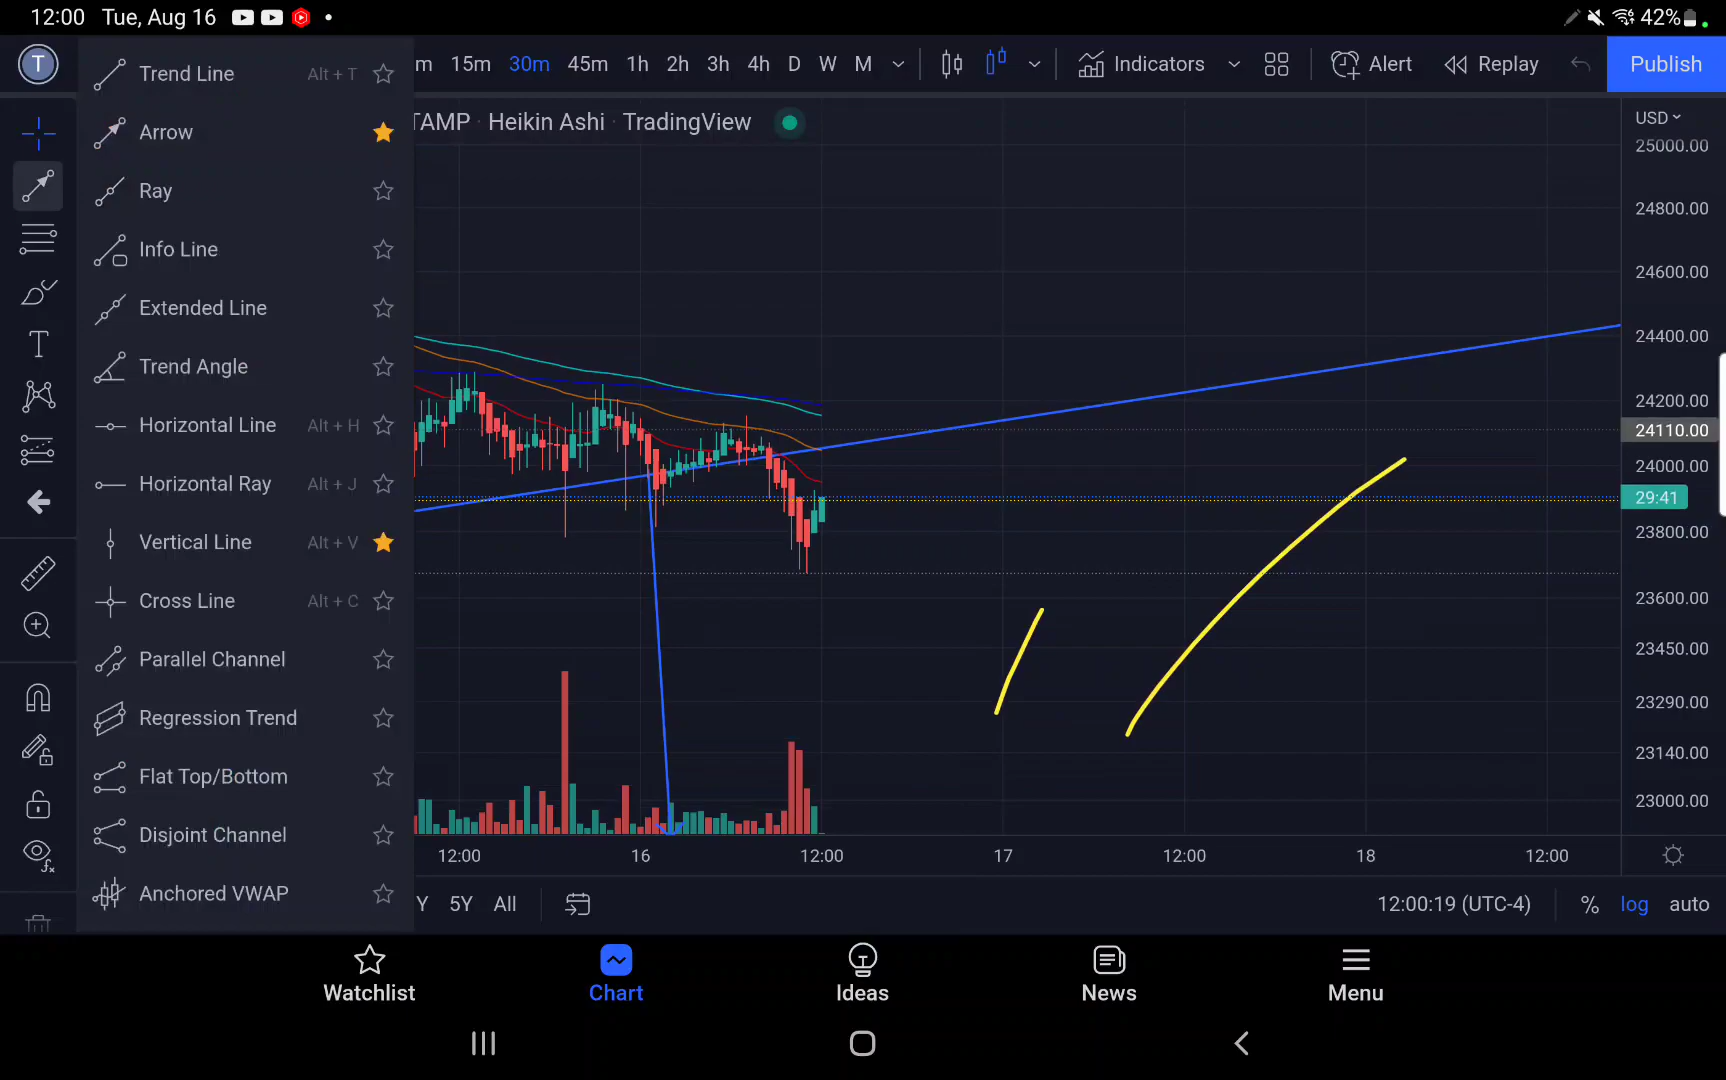 12:00 Tue, Aug 16 42%
T
Trend Line Alt + T
Arrow
Ray
Info Line
Extended Line
Trend Angle
Horizontal Line Alt + H
Horizontal Ray Alt + J
Vertical Line Alt + V
Cross Line Alt + C
Parallel Channel
Regression Trend
Flat Top/Bottom
Disjoint Channel
Anchored VWAP
m 15m 30m 45m 1h 2h 3h 4h D W M Indicators Alert Replay Publish
TAMP · Heikin Ashi · TradingView
USD
25000.00
24800.00
24600.00
24400.00
24200.00
24110.00
24000.00
29:41
23800.00
23600.00
23450.00
23290.00
23140.00
23000.00
12:00 16 12:00 17 12:00 18 12:00
Y 5Y All 12:00:19 (UTC-4) % log auto
Watchlist Chart Ideas News Menu